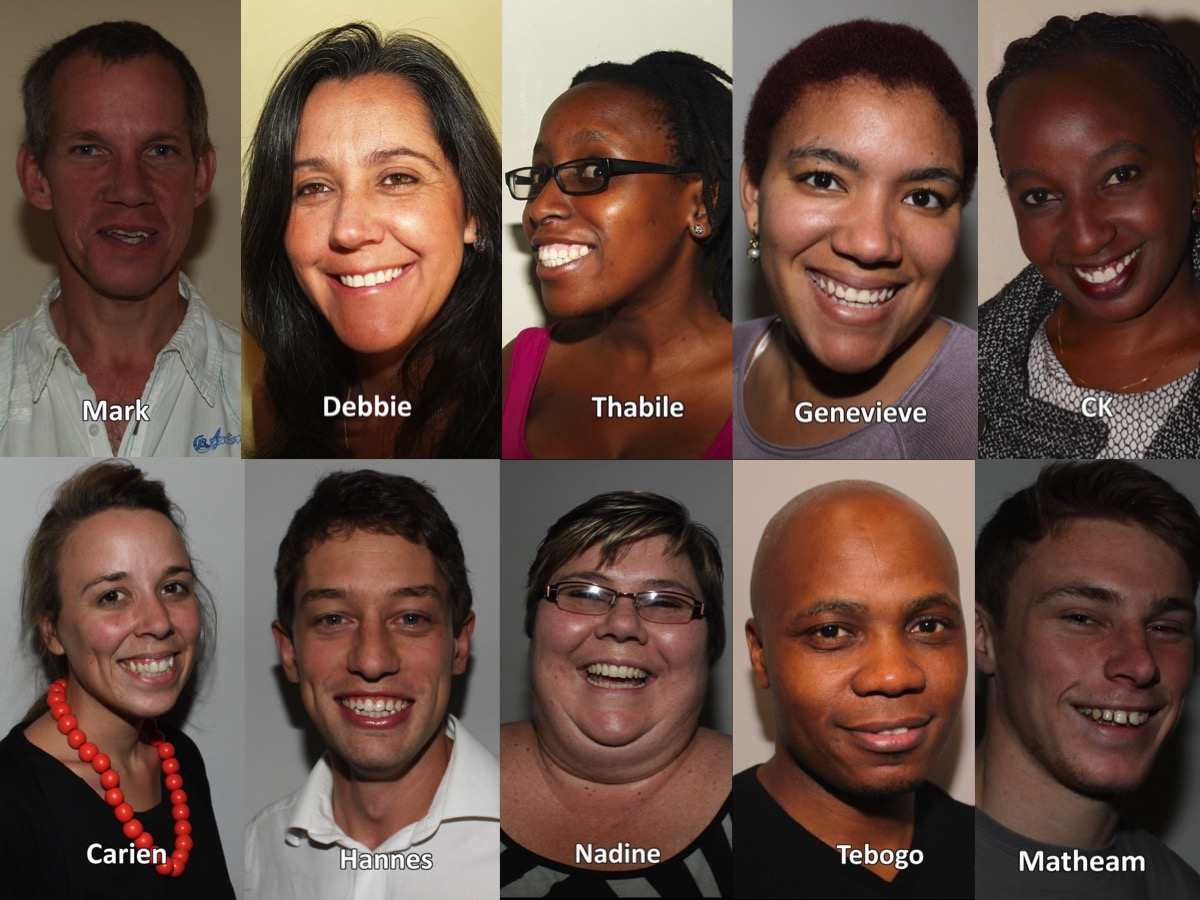 Mark
Debbie
Thabile
Genevieve
CK
Carien
Hannes
Nadine
Tebogo
Matheam